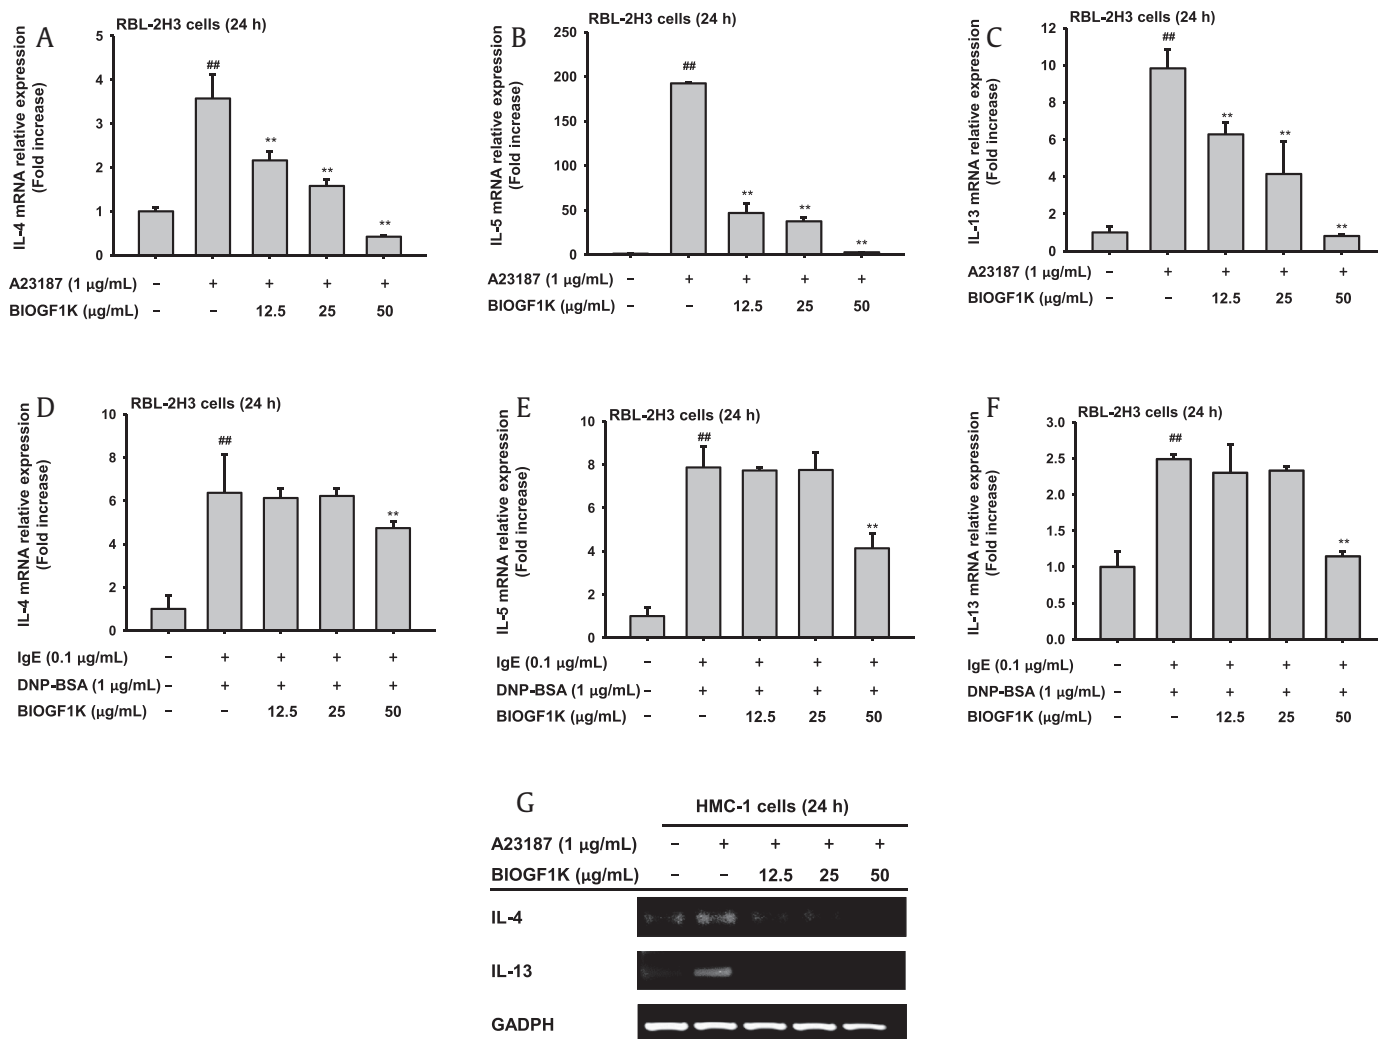 A
RBL-2H3 cells (24 h)
IL-4 mRNA relative expression
(Fold increase)
5
4
3
2
1
0
##
**
**
**
A23187 (1 μg/mL) – + + + +
BIOGF1K (μg/mL) – – 12.5 25 50
B
RBL-2H3 cells (24 h)
IL-5 mRNA relative expression
(Fold increase)
250
200
150
100
50
0
##
**
**
**
A23187 (1 μg/mL) – + + + +
BIOGF1K (μg/mL) – – 12.5 25 50
C
RBL-2H3 cells (24 h)
IL-13 mRNA relative expression
(Fold increase)
12
10
8
6
4
2
0
##
**
**
**
A23187 (1 μg/mL) – + + + +
BIOGF1K (μg/mL) – – 12.5 25 50
D
RBL-2H3 cells (24 h)
IL-4 mRNA relative expression
(Fold increase)
10
8
6
4
2
0
##
**
IgE (0.1 μg/mL) – + + + +
DNP-BSA (1 μg/mL) – + + + +
BIOGF1K (μg/mL) – – 12.5 25 50
E
RBL-2H3 cells (24 h)
IL-5 mRNA relative expression
(Fold increase)
10
8
6
4
2
0
##
**
IgE (0.1 μg/mL) – + + + +
DNP-BSA (1 μg/mL) – + + + +
BIOGF1K (μg/mL) – – 12.5 25 50
F
RBL-2H3 cells (24 h)
IL-13 mRNA relative expression
(Fold increase)
3.0
2.5
2.0
1.5
1.0
0.5
0.0
##
**
IgE (0.1 μg/mL) – + + + +
DNP-BSA (1 μg/mL) – + + + +
BIOGF1K (μg/mL) – – 12.5 25 50
G
HMC-1 cells (24 h)
A23187 (1 μg/mL) – + + + +
BIOGF1K (μg/mL) – – 12.5 25 50
IL-4
IL-13
GADPH